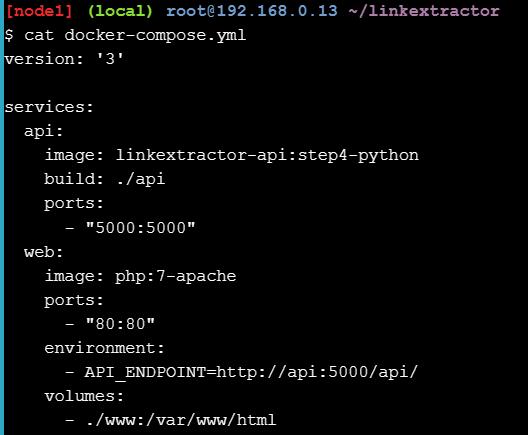 [node1] (local) root@192.168.0.13 ~/linkextractor
$ cat docker-compose.yml
version: '3'

services:
  api:
    image: linkextractor-api:step4-python
    build: ./api
    ports:
      - "5000:5000"
  web:
    image: php:7-apache
    ports:
      - "80:80"
    environment:
      - API_ENDPOINT=http://api:5000/api/
    volumes:
      - ./www:/var/www/html